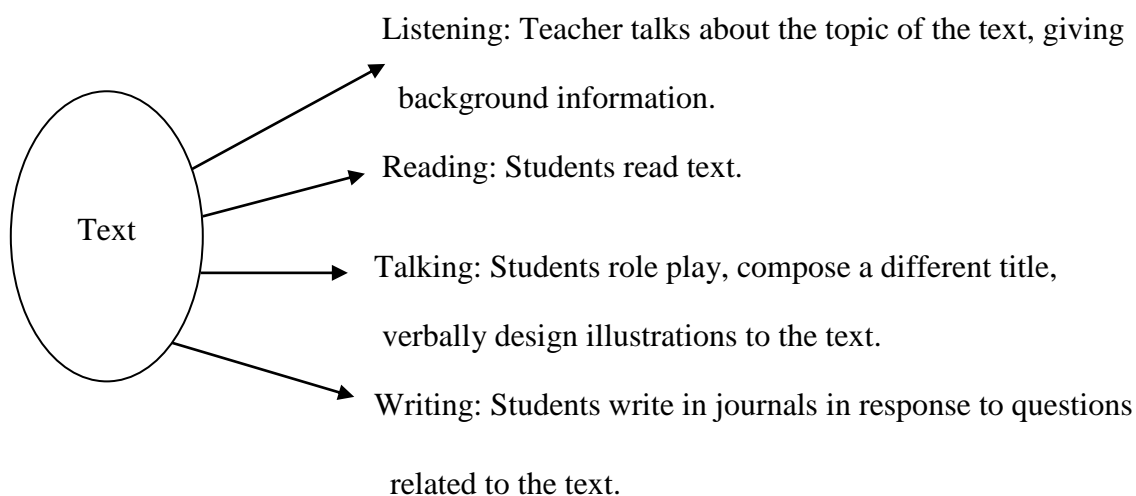 Listening: Teacher talks about the topic of the text, giving
background information.
Reading: Students read text.
Text
Talking: Students role play, compose a different title,
verbally design illustrations to the text.
Writing: Students write in journals in response to questions
related to the text.